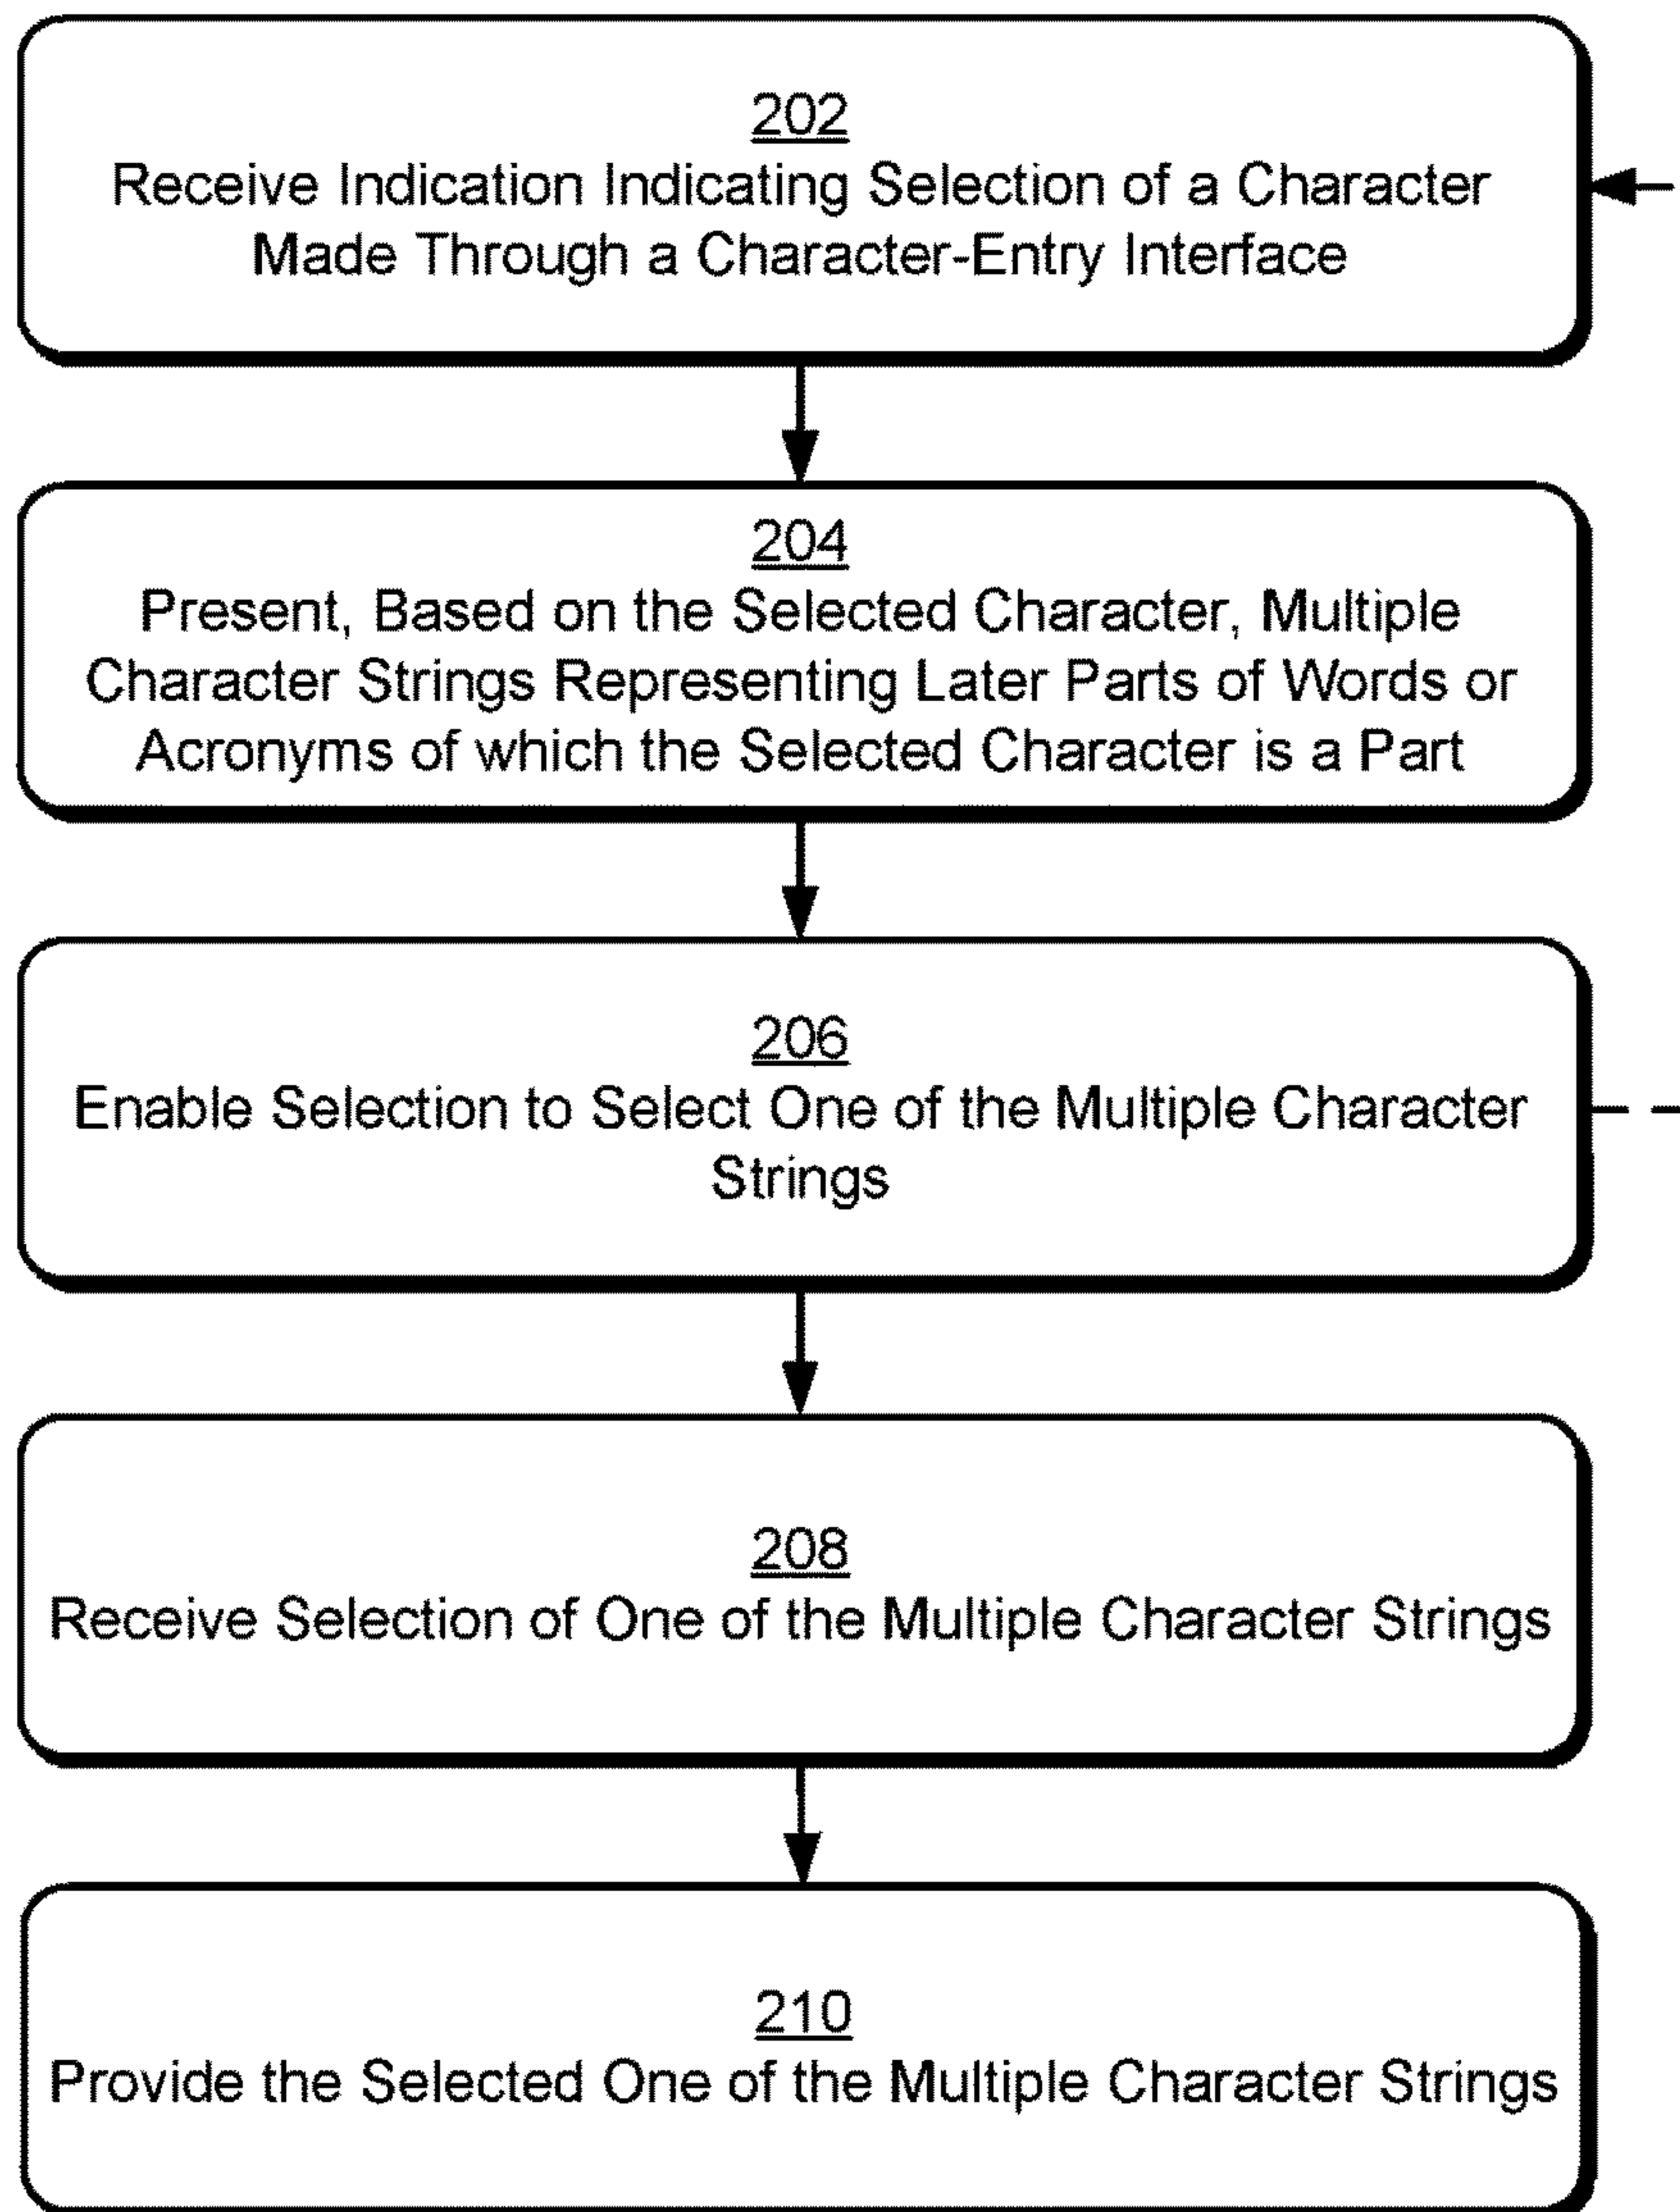 202
Receive Indication Indicating Selection of a Character
Made Through a Character-Entry Interface
204
Present, Based on the Selected Character, Multiple
Character Strings Representing Later Parts of Words or
Acronyms of which the Selected Character is a Part
206
Enable Selection to Select One of the Multiple Character
Strings
208
Receive Selection of One of the Multiple Character Strings
210
Provide the Selected One of the Multiple Character Strings